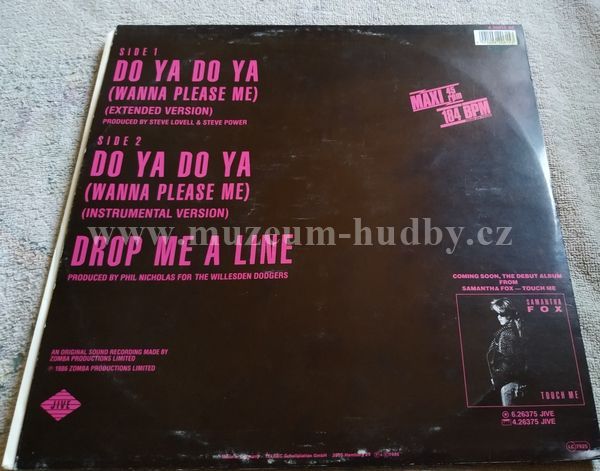 SIDE 1
DO YA DO YA
(WANNA PLEASE ME)
(EXTENDED VERSION)
PRODUCED BY STEVE LOVELL & STEVE POWER
SIDE 2
DO YA DO YA
(WANNA PLEASE ME)
(INSTRUMENTAL VERSION)
DROP ME A LINE
PRODUCED BY PHIL NICHOLAS FOR THE WILLESDEN DODGERS
MAXI 45 rpm
184 BPM
www.muzeum-hudby.cz
COMING SOON, THE DEBUT ALBUM
FROM
SAMANTHA FOX — TOUCH ME
SAMANTHA
FOX
TOUCH ME
6.26375 JIVE
4.26375 JIVE
AN ORIGINAL SOUND RECORDING MADE BY
ZOMBA PRODUCTIONS LIMITED
℗ 1986 ZOMBA PRODUCTIONS LIMITED
JIVE
LC 7925